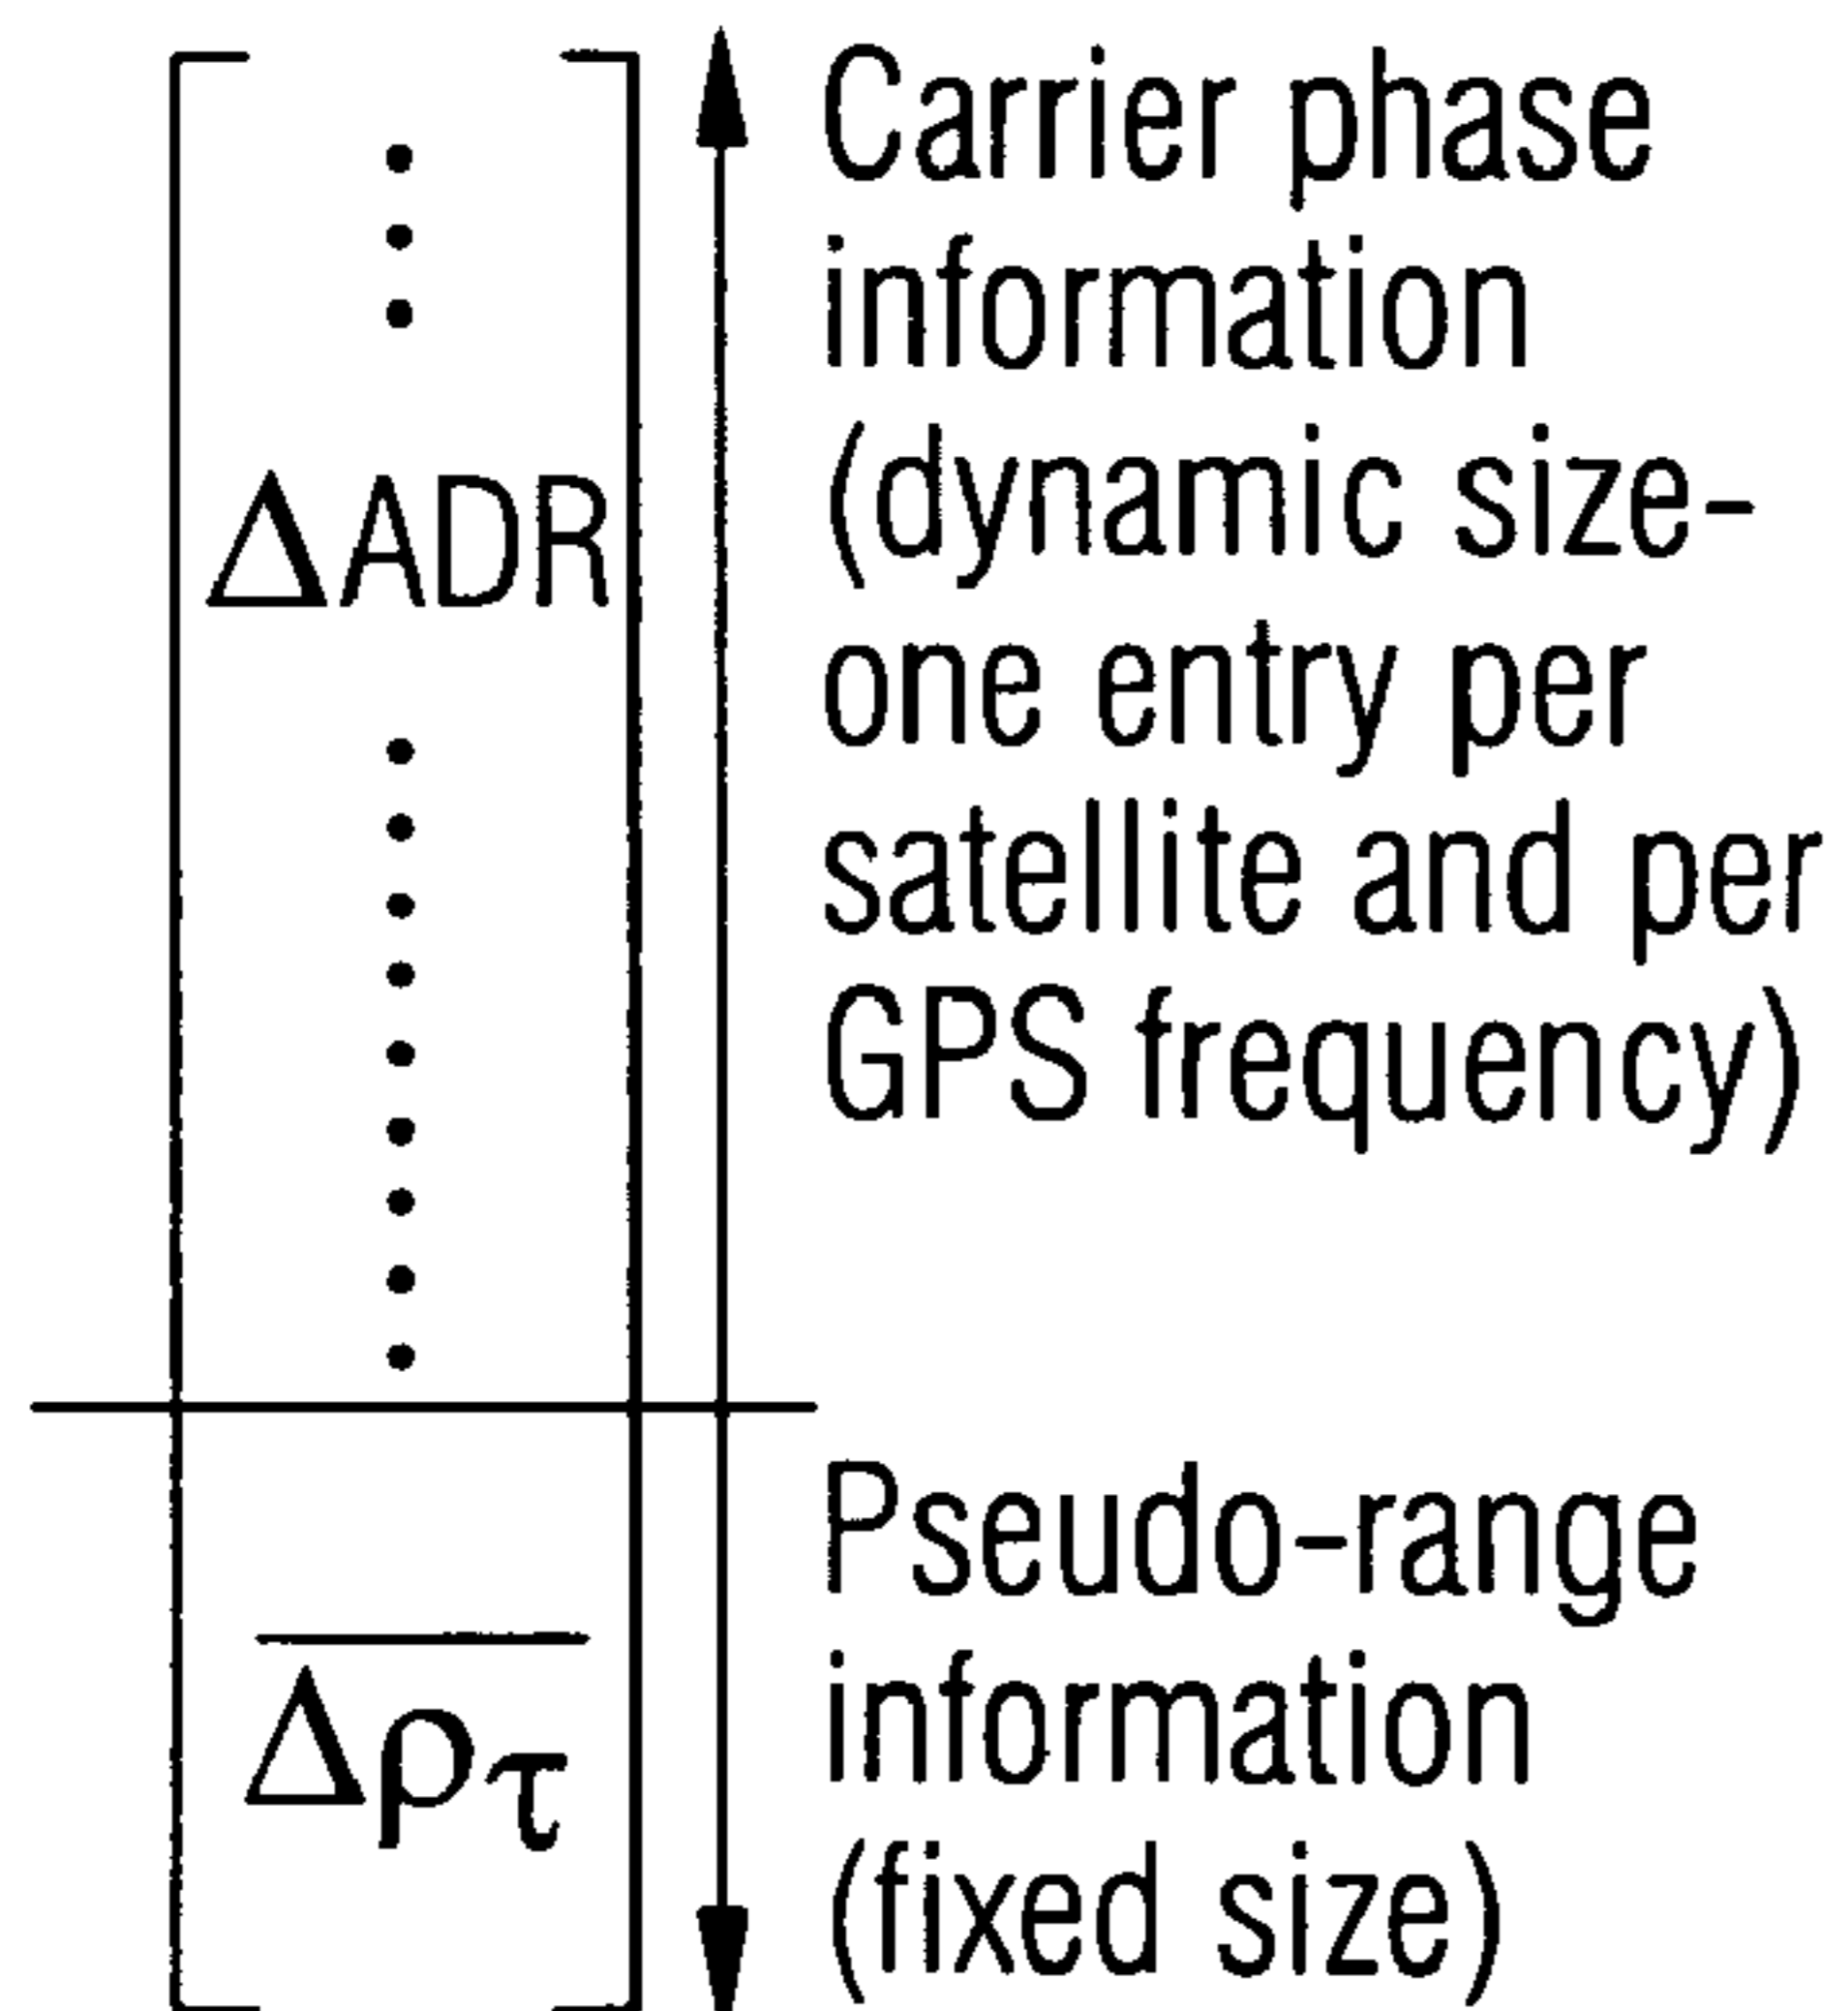 Carrier phase
information
ΔADR
(dynamic size-
one entry per
satellite and per
GPS frequency)
Pseudo-range
information
Δρτ
(fixed size)